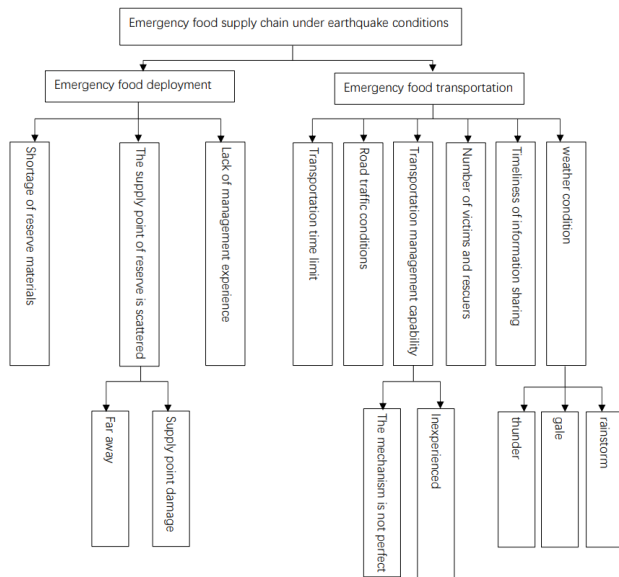 Emergency food supply chain under earthquake conditions
Emergency food deployment
Emergency food transportation
Shortage of reserve materials
The supply point of reserve is scattered
Lack of management experience
Transportation time limit
Road traffic conditions
Transportation management capability
Number of victims and rescuers
Timeliness of information sharing
weather condition
Far away
Supply point damage
The mechanism is not perfect
Inexperienced
thunder
gale
rainstorm